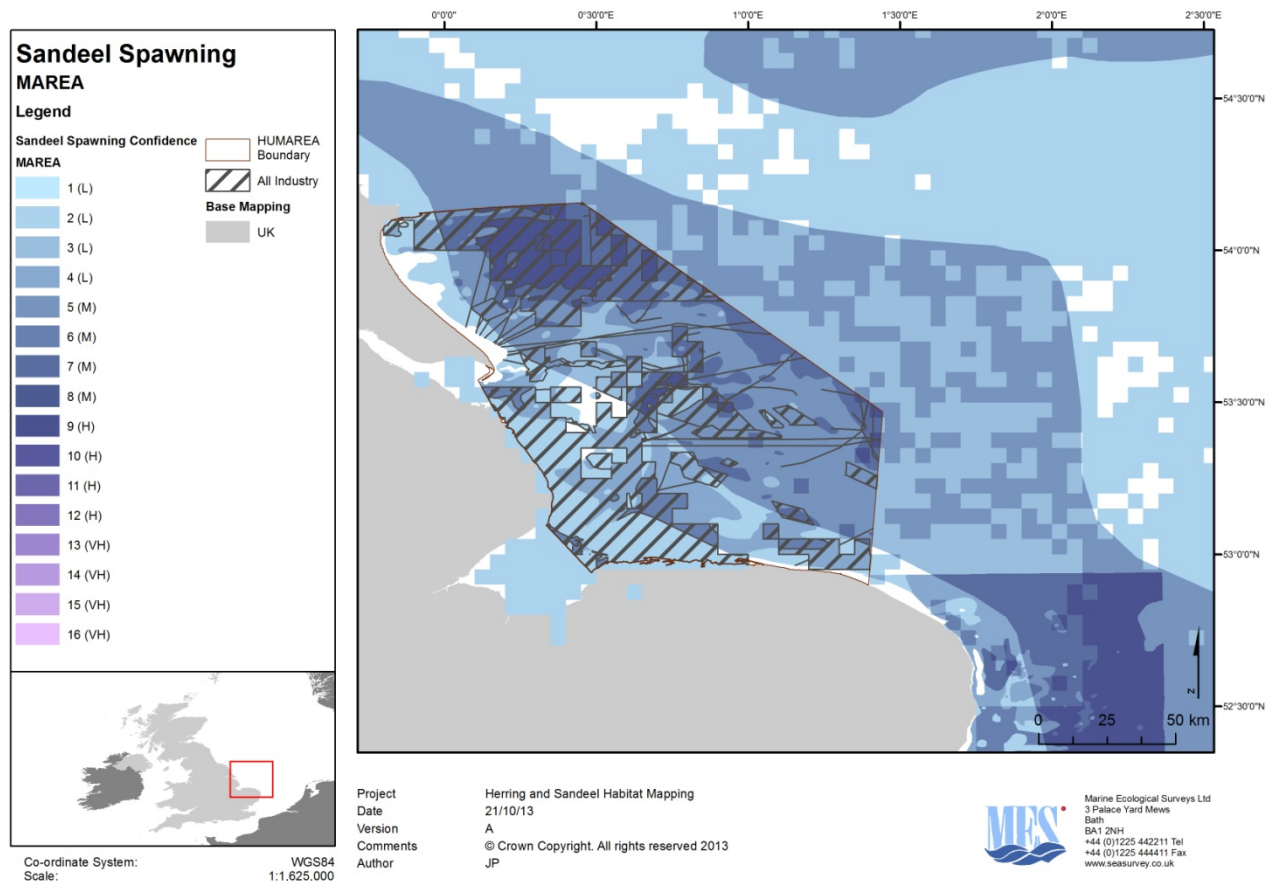 Sandeel Spawning
MAREA
Legend
Sandeel Spawning Confidence
MAREA
1 (L)
2 (L)
3 (L)
4 (L)
5 (M)
6 (M)
7 (M)
8 (M)
9 (H)
10 (H)
11 (H)
12 (H)
13 (VH)
14 (VH)
15 (VH)
16 (VH)
HUMAREA
Boundary
All Industry
Base Mapping
UK
Co-ordinate System: WGS84
Scale: 1:1,625,000
0°0'0"
0°30'0"E
1°0'0"E
1°30'0"E
2°0'0"E
2°30'0"E
54°30'0"N
54°0'0"N
53°30'0"N
53°0'0"N
52°30'0"N
N
0 25 50 km
Project Herring and Sandeel Habitat Mapping
Date 21/10/13
Version A
Comments © Crown Copyright. All rights reserved 2013
Author JP
MES
Marine Ecological Surveys Ltd
3 Palace Yard Mews
Bath
BA1 2NH
+44 (0)1225 442211 Tel
+44 (0)1225 444411 Fax
www.seasurvey.co.uk